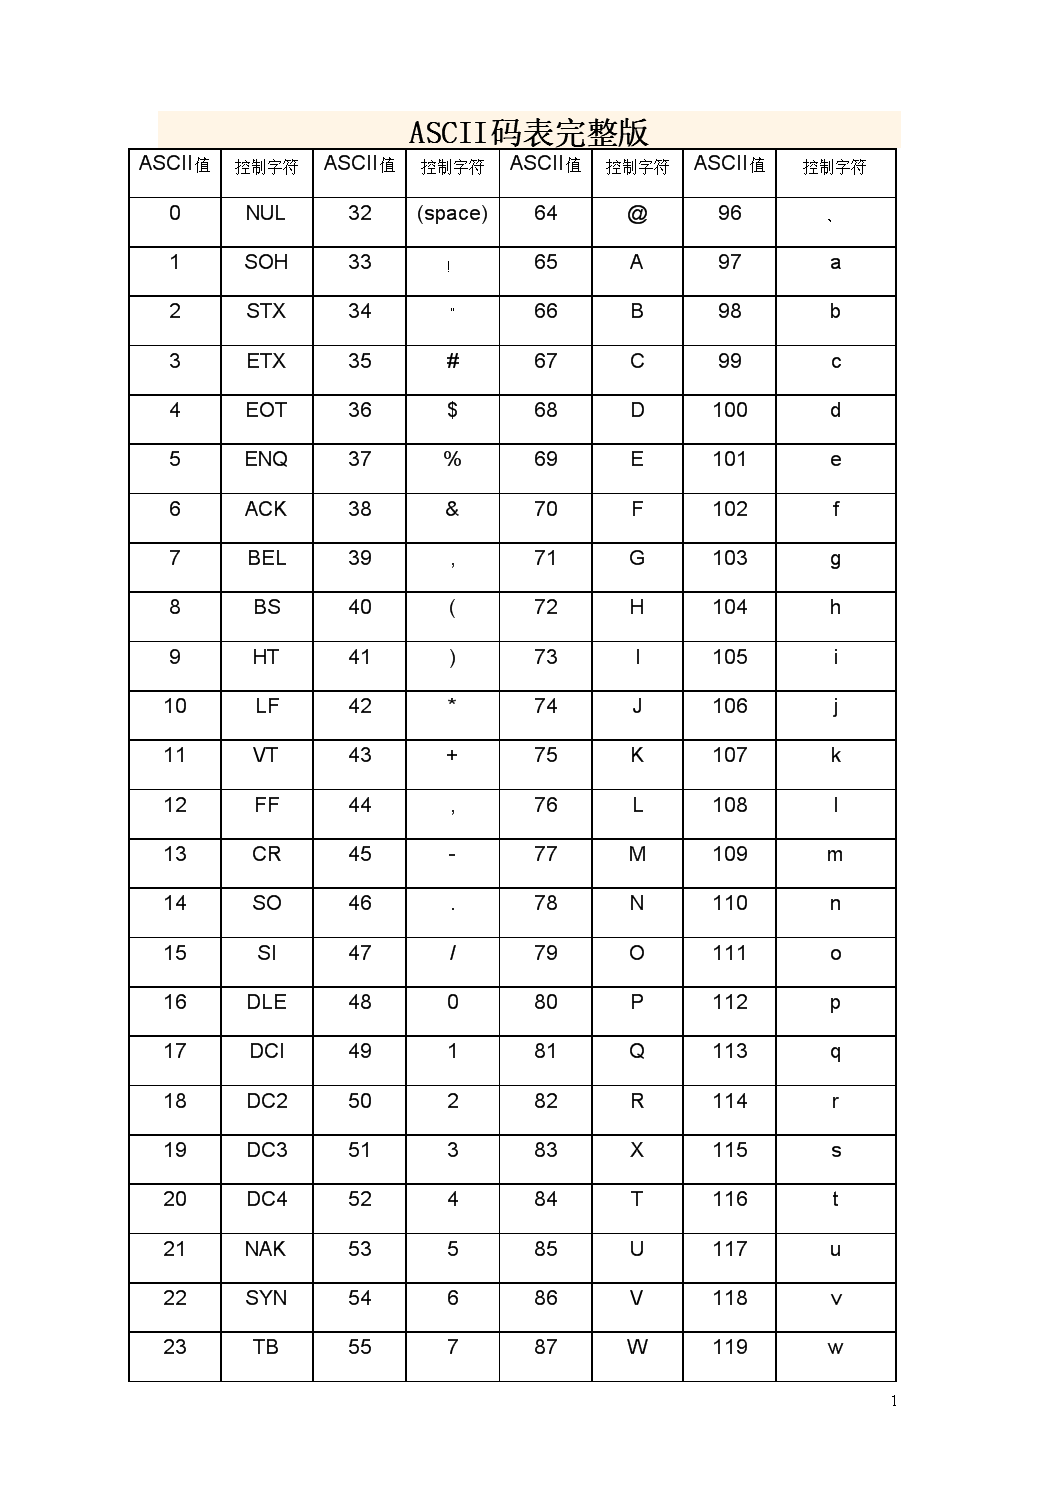 ASCII码表完整版
ASCII值 控制字符 ASCII值 控制字符 ASCII值 控制字符 ASCII值 控制字符
0 NUL 32 (space) 64 @ 96 、
1 SOH 33 ! 65 A 97 a
2 STX 34 " 66 B 98 b
3 ETX 35 # 67 C 99 c
4 EOT 36 $ 68 D 100 d
5 ENQ 37 % 69 E 101 e
6 ACK 38 & 70 F 102 f
7 BEL 39 , 71 G 103 g
8 BS 40 ( 72 H 104 h
9 HT 41 ) 73 I 105 i
10 LF 42 * 74 J 106 j
11 VT 43 + 75 K 107 k
12 FF 44 , 76 L 108 l
13 CR 45 - 77 M 109 m
14 SO 46 . 78 N 110 n
15 SI 47 / 79 O 111 o
16 DLE 48 0 80 P 112 p
17 DCI 49 1 81 Q 113 q
18 DC2 50 2 82 R 114 r
19 DC3 51 3 83 X 115 s
20 DC4 52 4 84 T 116 t
21 NAK 53 5 85 U 117 u
22 SYN 54 6 86 V 118 v
23 TB 55 7 87 W 119 w
1